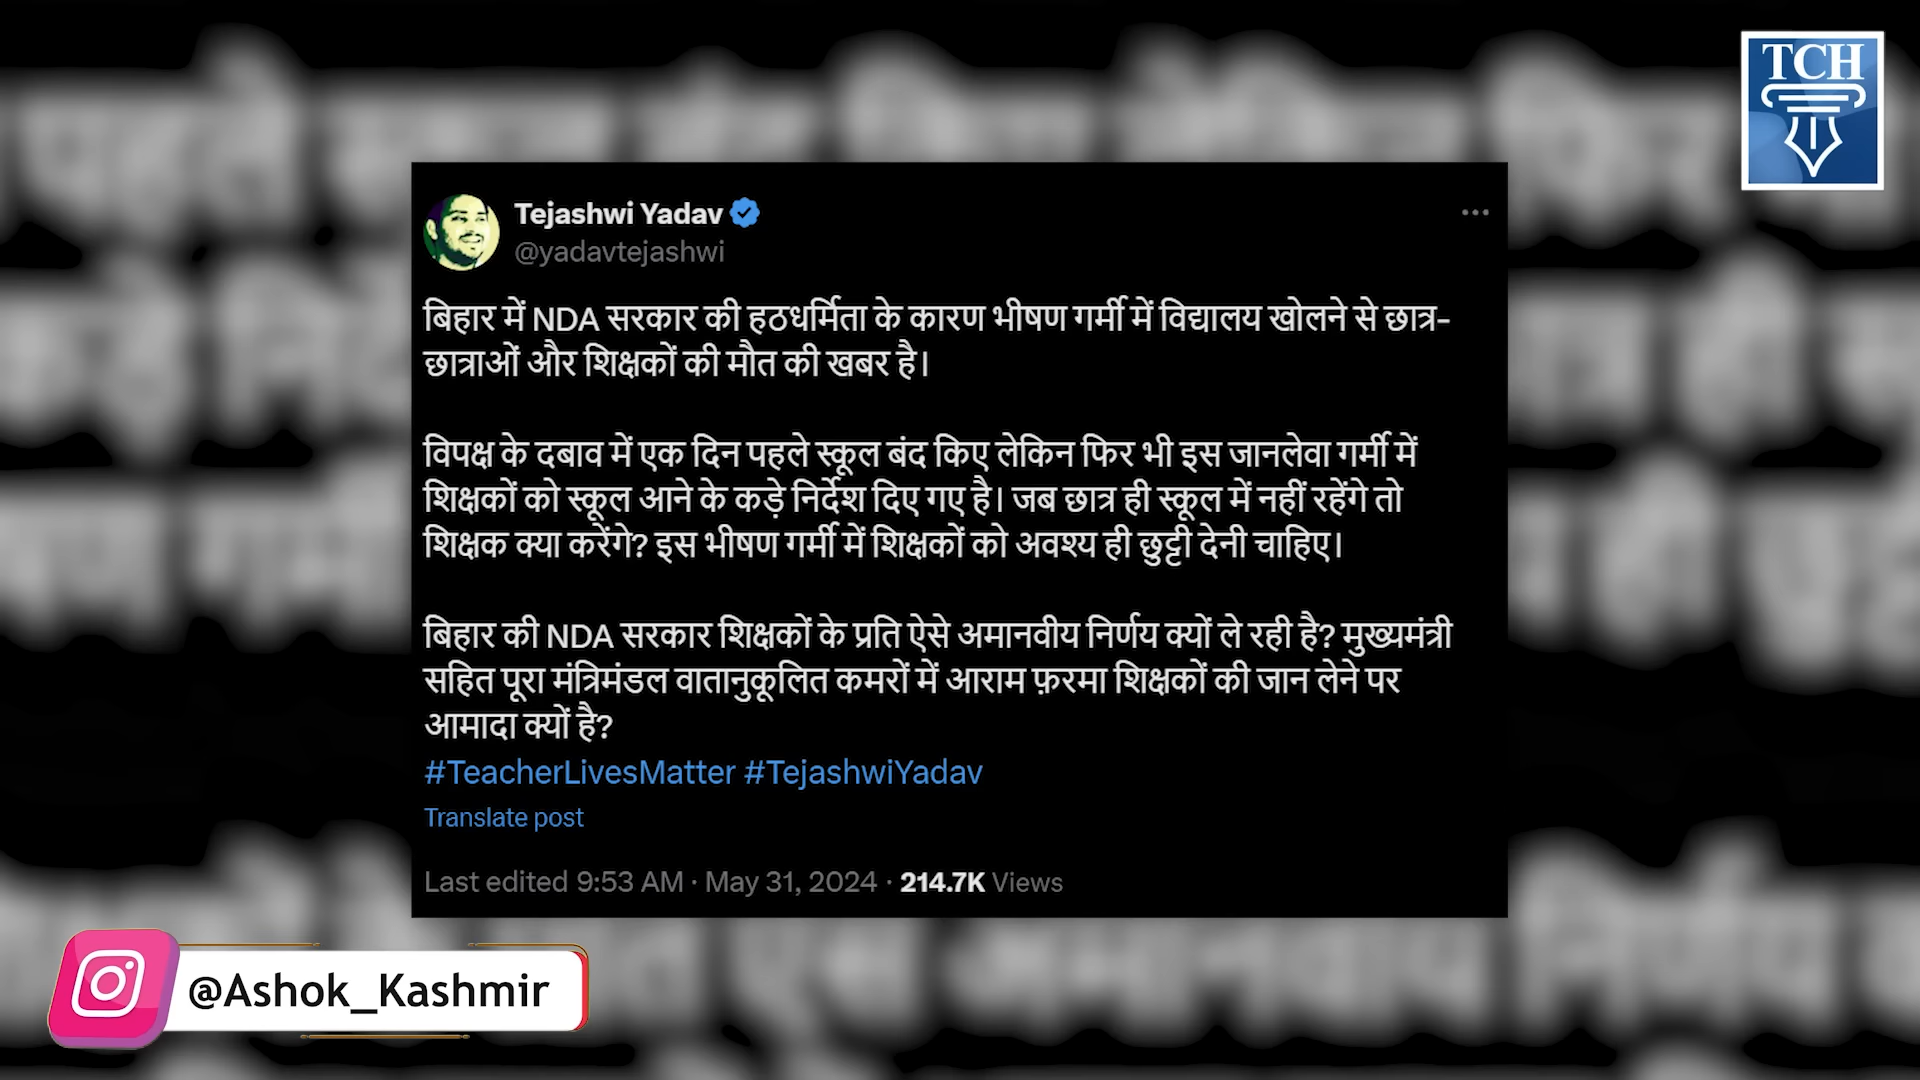 TCH
Tejashwi Yadav
@yadavtejashwi
बिहार में NDA सरकार की हठधर्मिता के कारण भीषण गर्मी में विद्यालय खोलने से छात्र-
छात्राओं और शिक्षकों की मौत की खबर है।
विपक्ष के दबाव में एक दिन पहले स्कूल बंद किए लेकिन फिर भी इस जानलेवा गर्मी में
शिक्षकों को स्कूल आने के कड़े निर्देश दिए गए है। जब छात्र ही स्कूल में नहीं रहेंगे तो
शिक्षक क्या करेंगे? इस भीषण गर्मी में शिक्षकों को अवश्य ही छुट्टी देनी चाहिए।
बिहार की NDA सरकार शिक्षकों के प्रति ऐसे अमानवीय निर्णय क्यों ले रही है? मुख्यमंत्री
सहित पूरा मंत्रिमंडल वातानुकूलित कमरों में आराम फ़रमा शिक्षकों की जान लेने पर
आमादा क्यों है?
#TeacherLivesMatter #TejashwiYadav
Translate post
Last edited 9:53 AM · May 31, 2024 · 214.7K Views
@Ashok_Kashmir